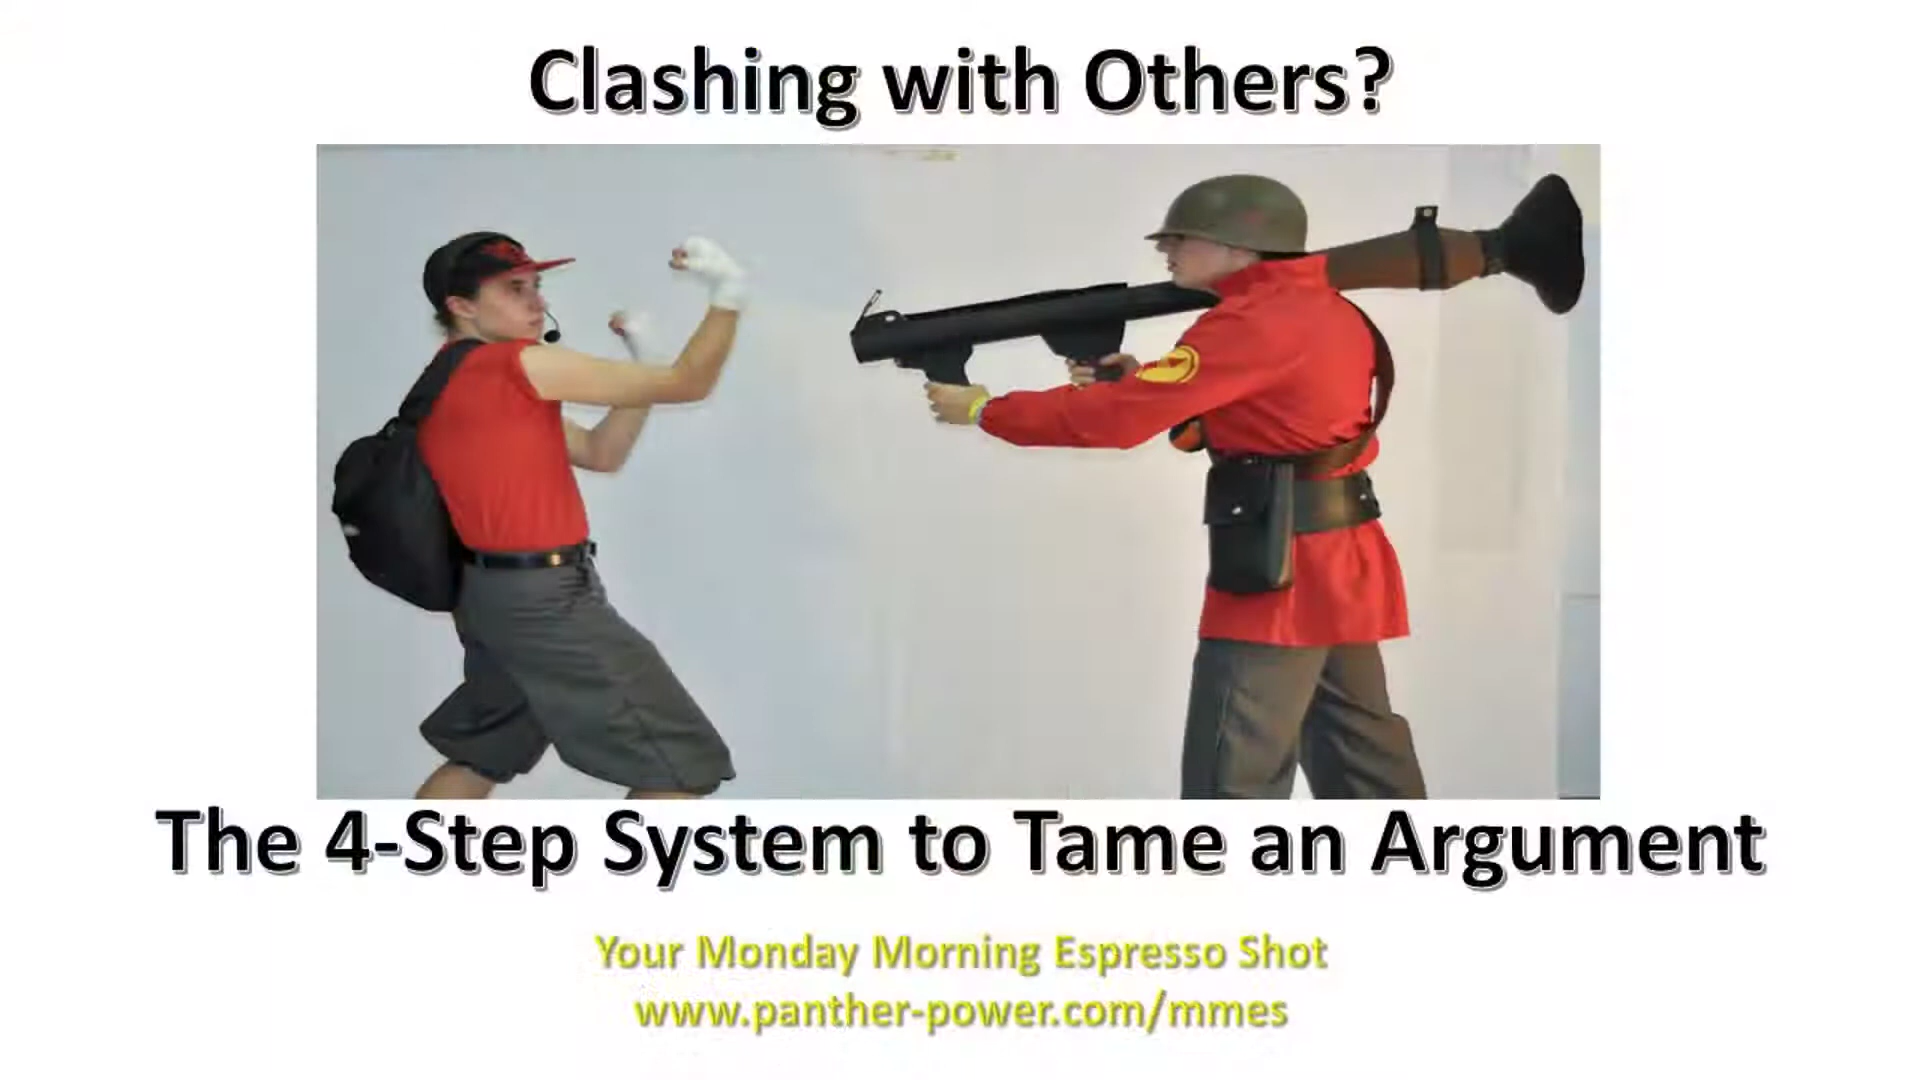 Clashing with Others?
The 4-Step System to Tame an Argument
Your Monday Morning Espresso Shot
www.panther-power.com/mmes